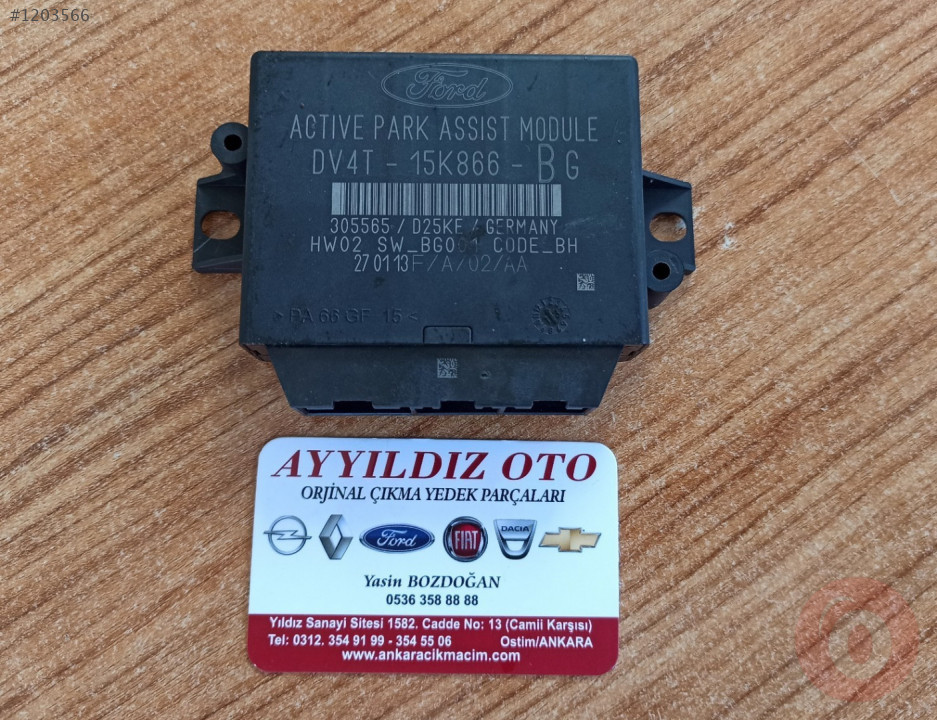 #1203566
Ford
ACTIVE PARK ASSIST MODULE
DV4T - 15K866 - BG
305565 / D25KE / GERMANY
HW02 SW_BG001 CODE_BH
270113F/A/02/AA
>PA 66 GF 15<
AYYILDIZ OTO
ORJİNAL ÇIKMA YEDEK PARÇALARI
Ford FIAT DACIA
Yasin BOZDOĞAN
0536 358 88 88
Yıldız Sanayi Sitesi 1582. Cadde No: 13 (Camii Karşısı)
Tel: 0312. 354 91 99 - 354 55 06 Ostim/ANKARA
www.ankaracikmacim.com